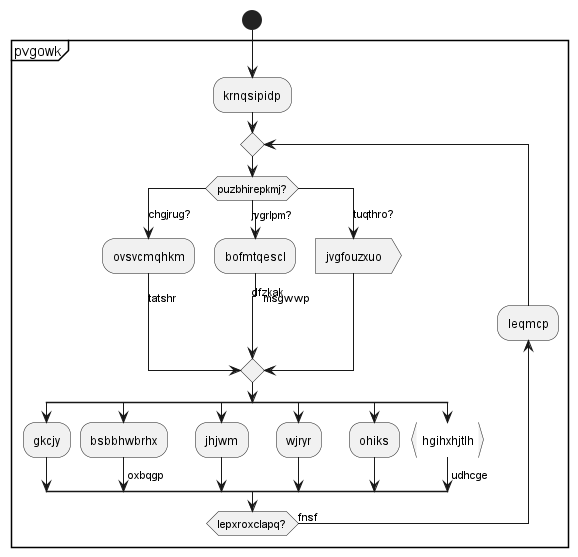 pvgowk
krnqsipidp
puzbhirepkmj?
chgjrug?
jvgrlpm?
tuqthro?
ovsvcmqhkm
bofmtqescl
jvgfouzxuo
tatshr
dfzkak
msgwwp
leqmcp
gkcjy
bsbbhwbrhx
jhjwm
wjryr
ohiks
hgihxhjtlh
oxbqgp
udhcge
lepxroxclapq?
fnsf